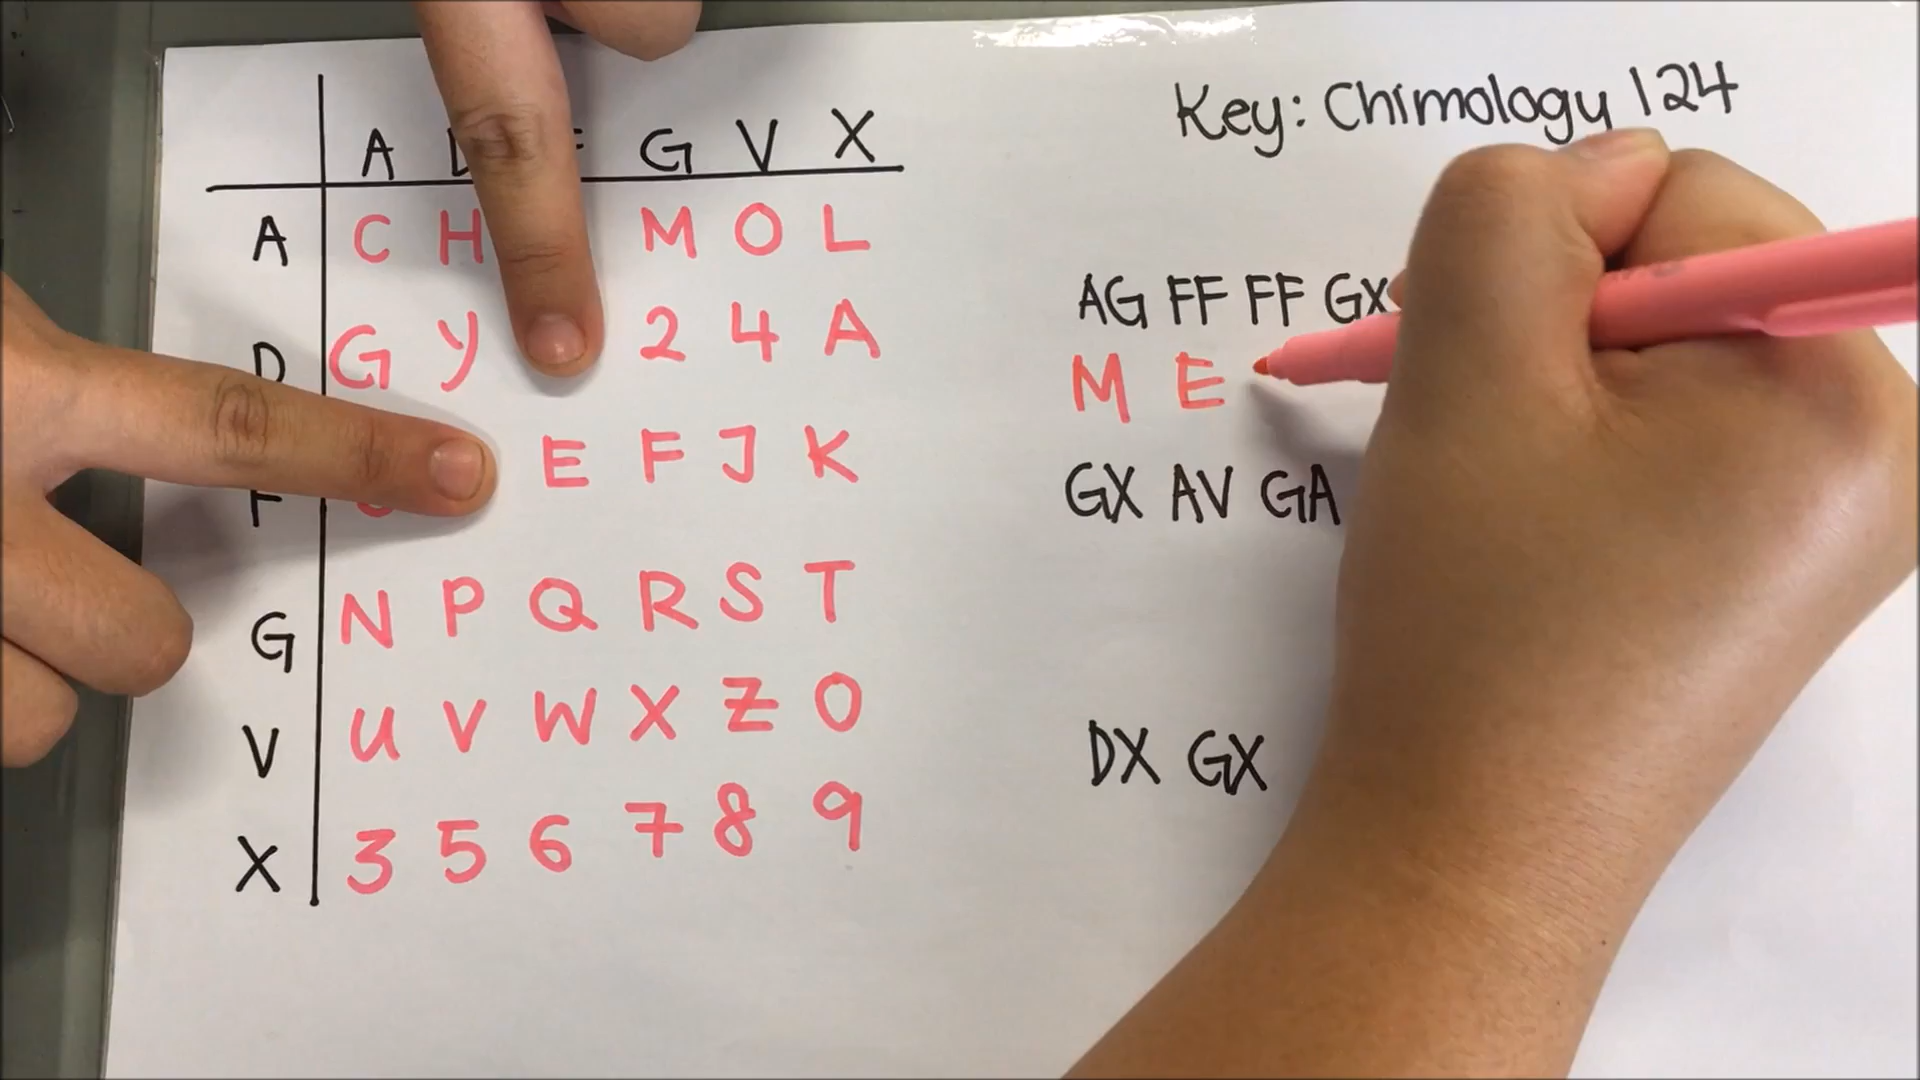 Key: Chimology 124
A G V X
A C H M O L
D G Y 2 4 A
F E F J K
G N P Q R S T
V U V W X Z 0
X 3 5 6 7 8 9
AG FF FF GX
M E
GX AV GA
DX GX